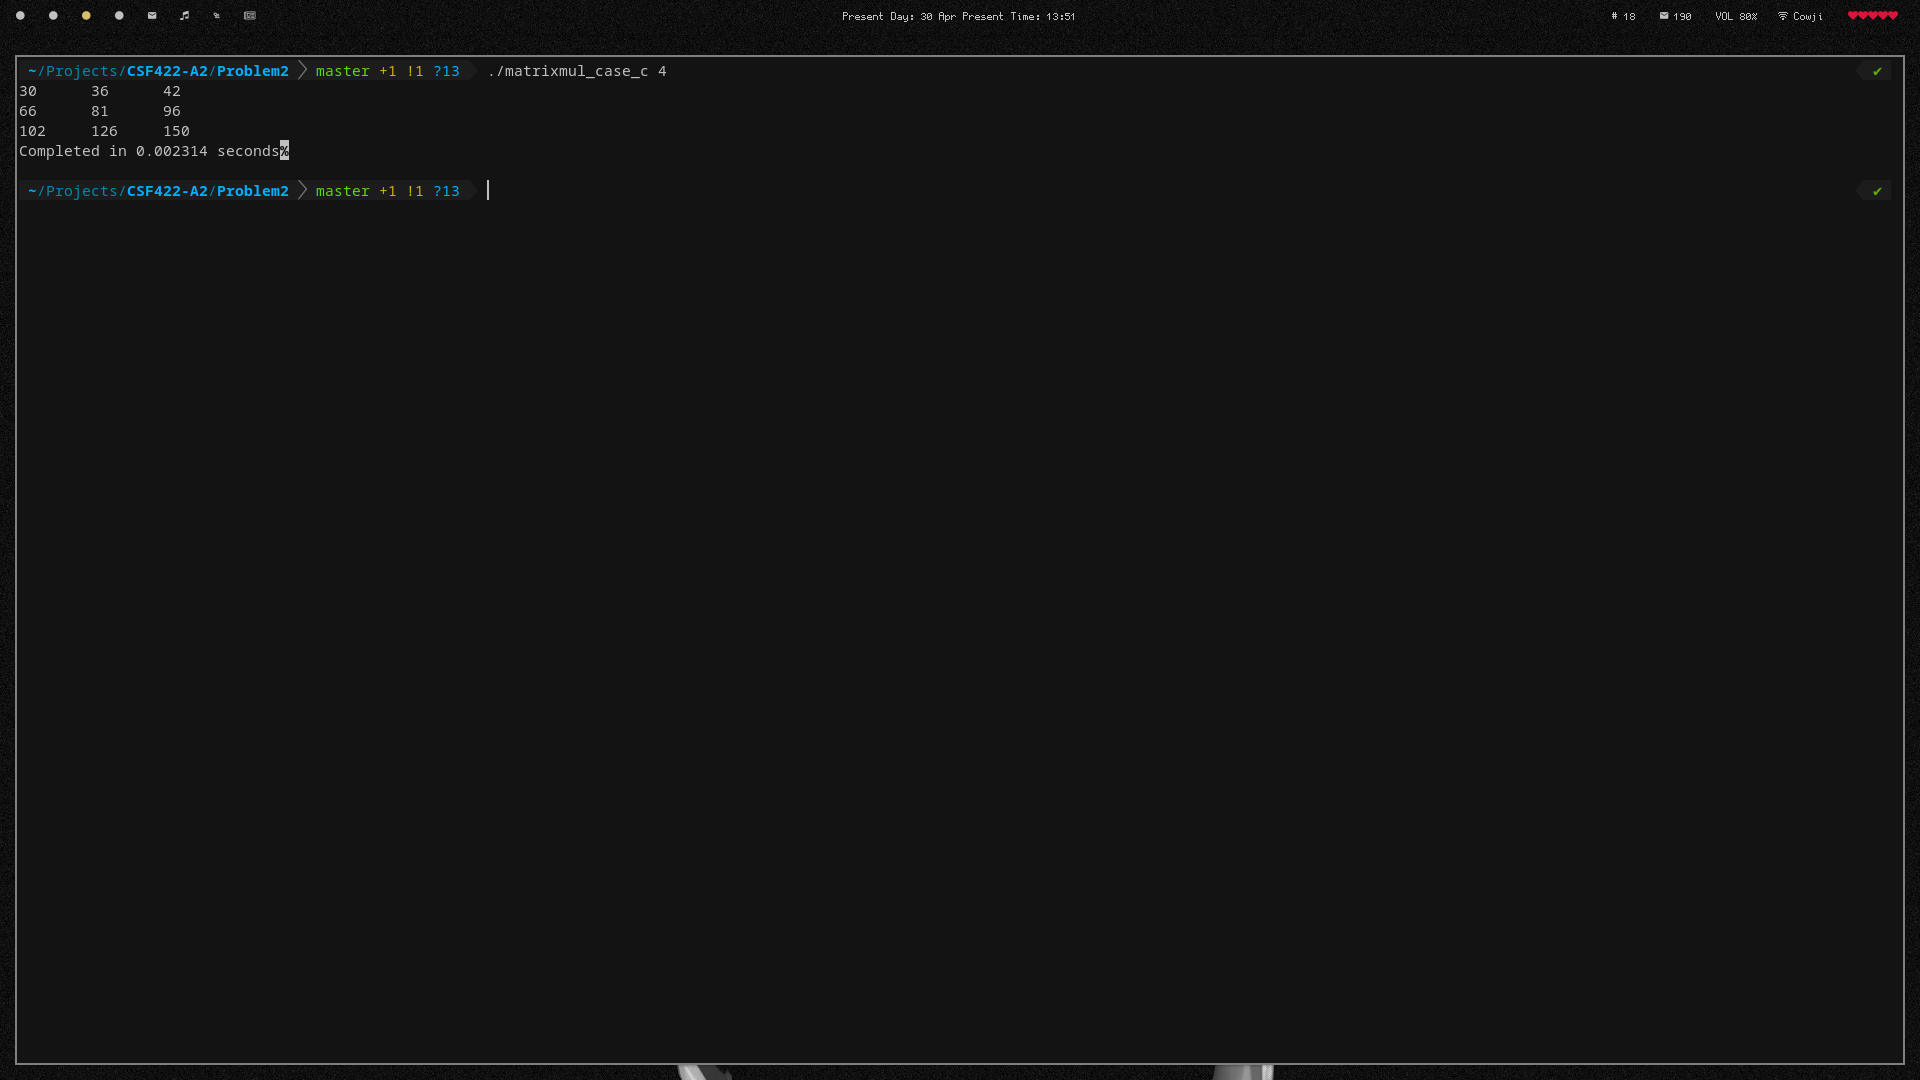 Present Day: 30 Apr Present Time: 13:51
# 18 190 VOL 80% Cowji
~/Projects/CSF422-A2/Problem2 master +1 !1 ?13 ./matrixmul_case_c 4 ✔
30 36 42
66 81 96
102 126 150
Completed in 0.002314 seconds%
~/Projects/CSF422-A2/Problem2 master +1 !1 ?13 ✔